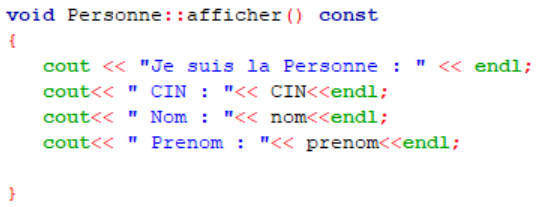 void Personne::afficher() const
{
cout << "Je suis la Personne : " << endl;
cout<< " CIN : "<< CIN<<endl;
cout<< " Nom : "<< nom<<endl;
cout<< " Prenom : "<< prenom<<endl;
}